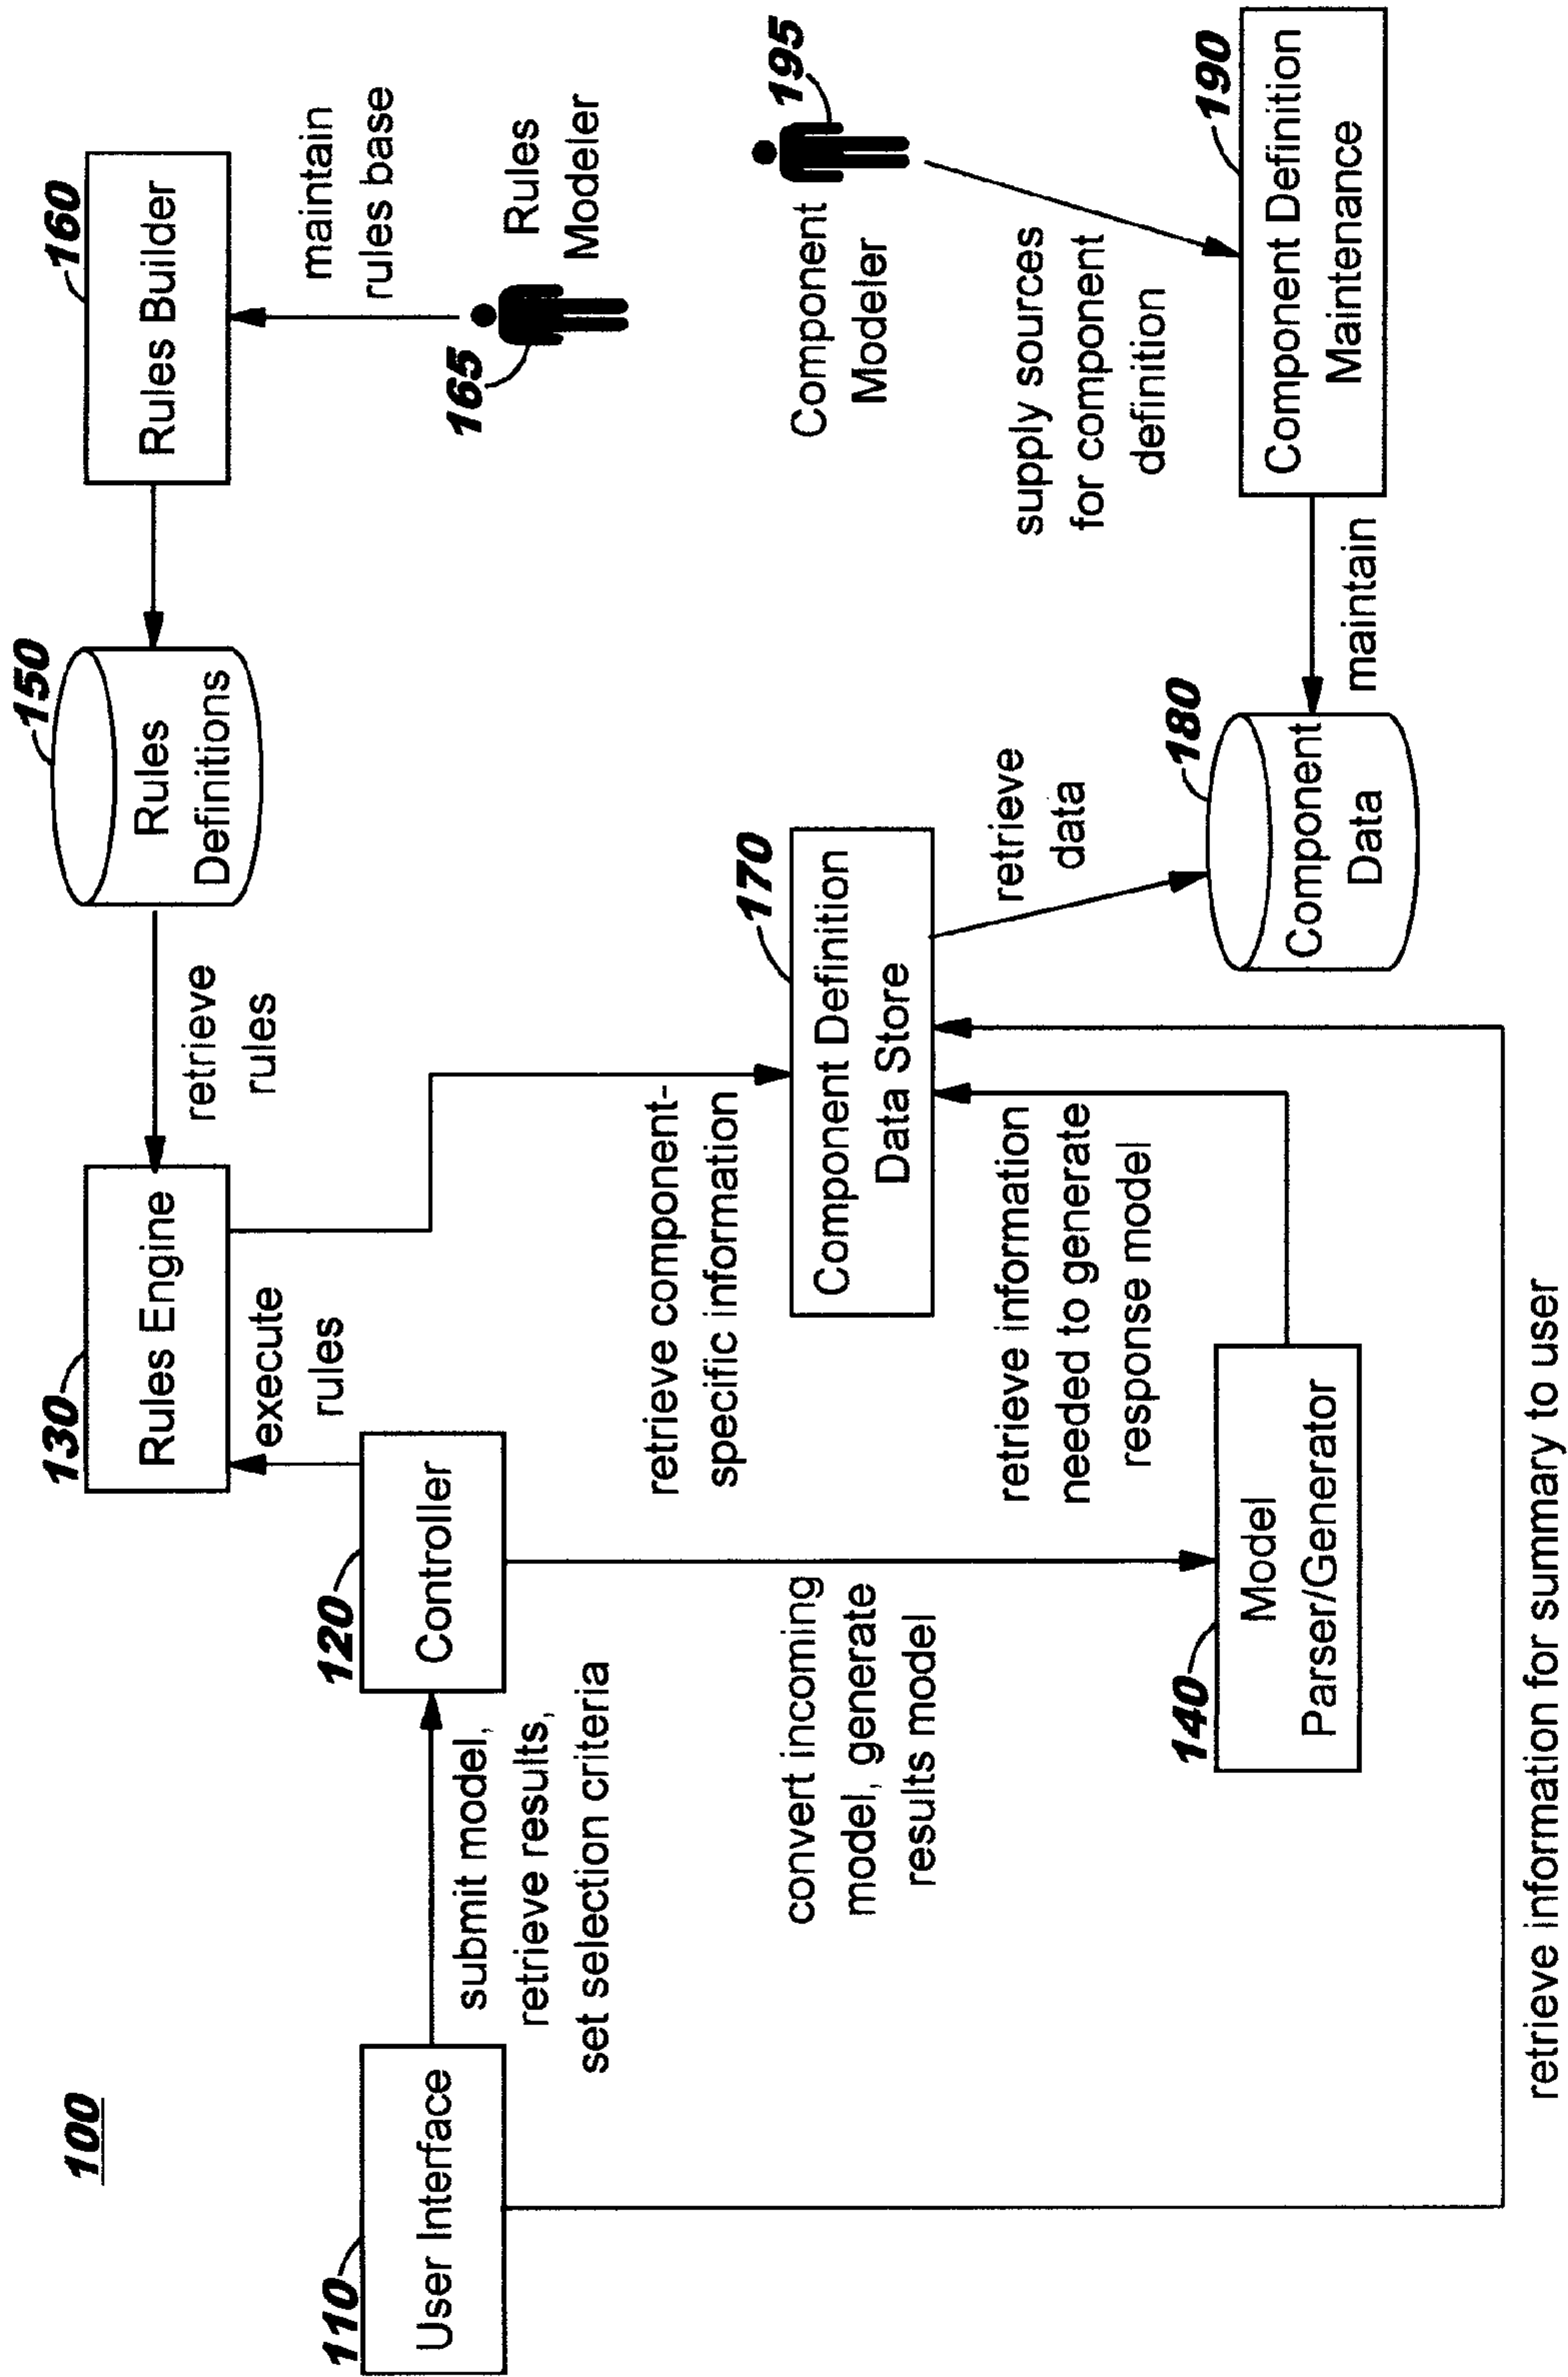 100
110
User Interface
submit model,
retrieve results,
set selection criteria
120
Controller
execute
rules
130
Rules Engine
retrieve
rules
150
Rules
Definitions
160
Rules Builder
maintain
rules base
165
Rules
Modeler
convert incoming
model, generate
results model
140
Model
Parser/Generator
retrieve component-
specific information
retrieve information
needed to generate
response model
170
Component Definition
Data Store
retrieve
data
180
Component
Data
maintain
190
Component Definition
Maintenance
supply sources
for component
definition
Component
Modeler
195
retrieve information for summary to user